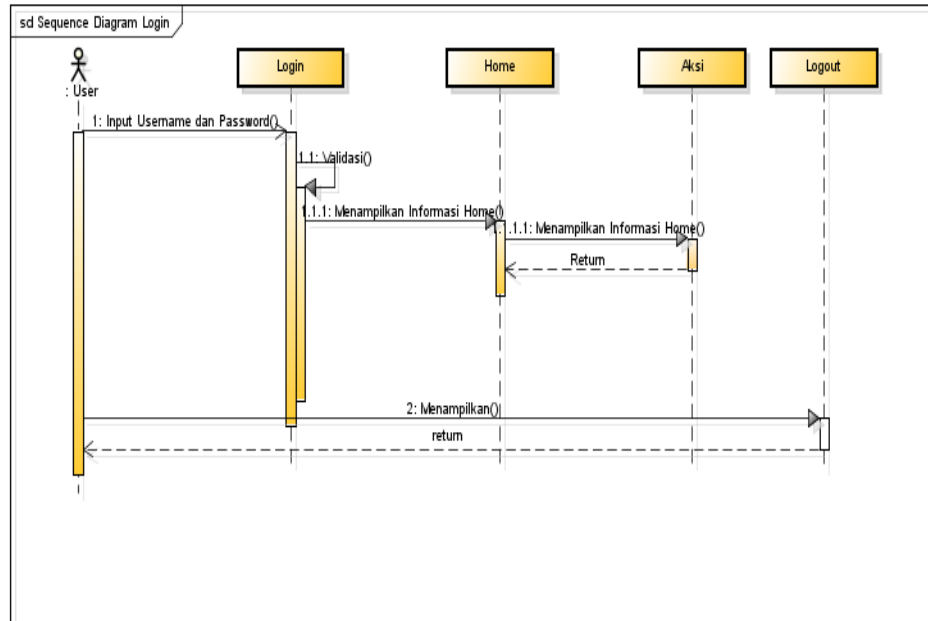 sd Sequence Diagram Login
: User
Login
Home
Aksi
Logout
1: Input Username dan Password()
1.1: Validasi()
1.1.1: Menampilkan Informasi Home()
1.1.1: Menampilkan Informasi Home()
Return
2: Menampilkan()
return